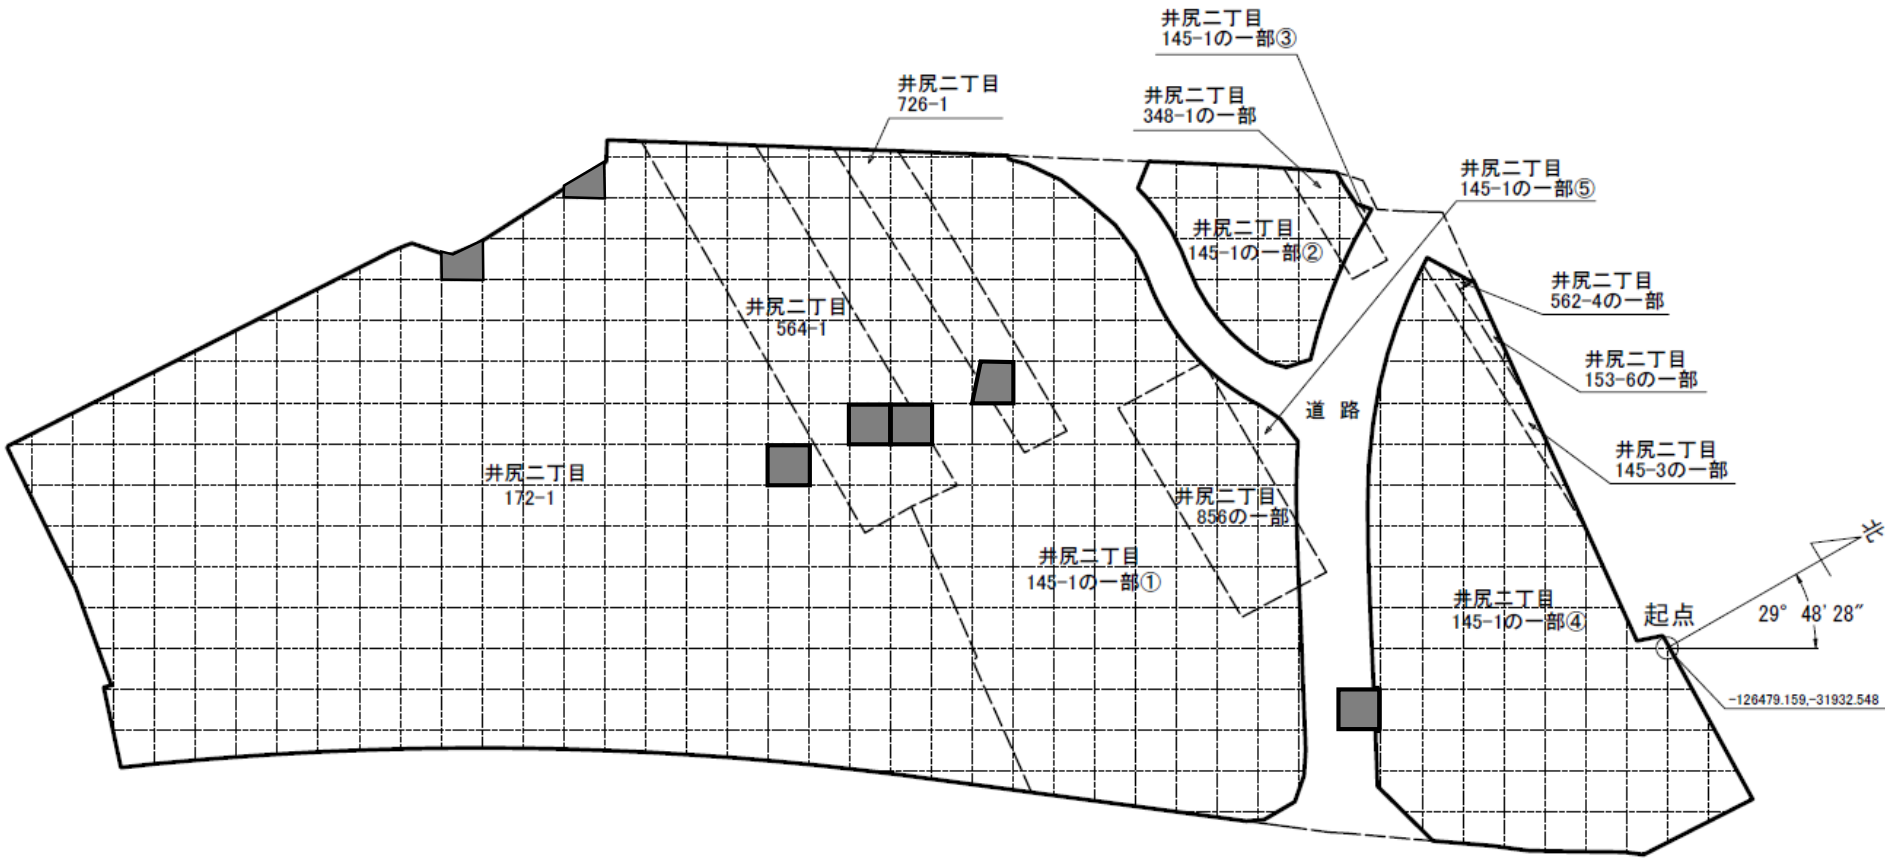 井尻二丁目
145-1の一部③
井尻二丁目
726-1
井尻二丁目
348-1の一部
井尻二丁目
145-1の一部⑤
井尻二丁目
145-1の一部②
井尻二丁目
562-4の一部
井尻二丁目
564-1
井尻二丁目
153-6の一部
道路
井尻二丁目
145-3の一部
井尻二丁目
172-1
井尻二丁目
856の一部
北
井尻二丁目
145-1の一部①
井尻二丁目
145-1の一部④
起点
29° 48′ 28″
-126479.159,-31932.548